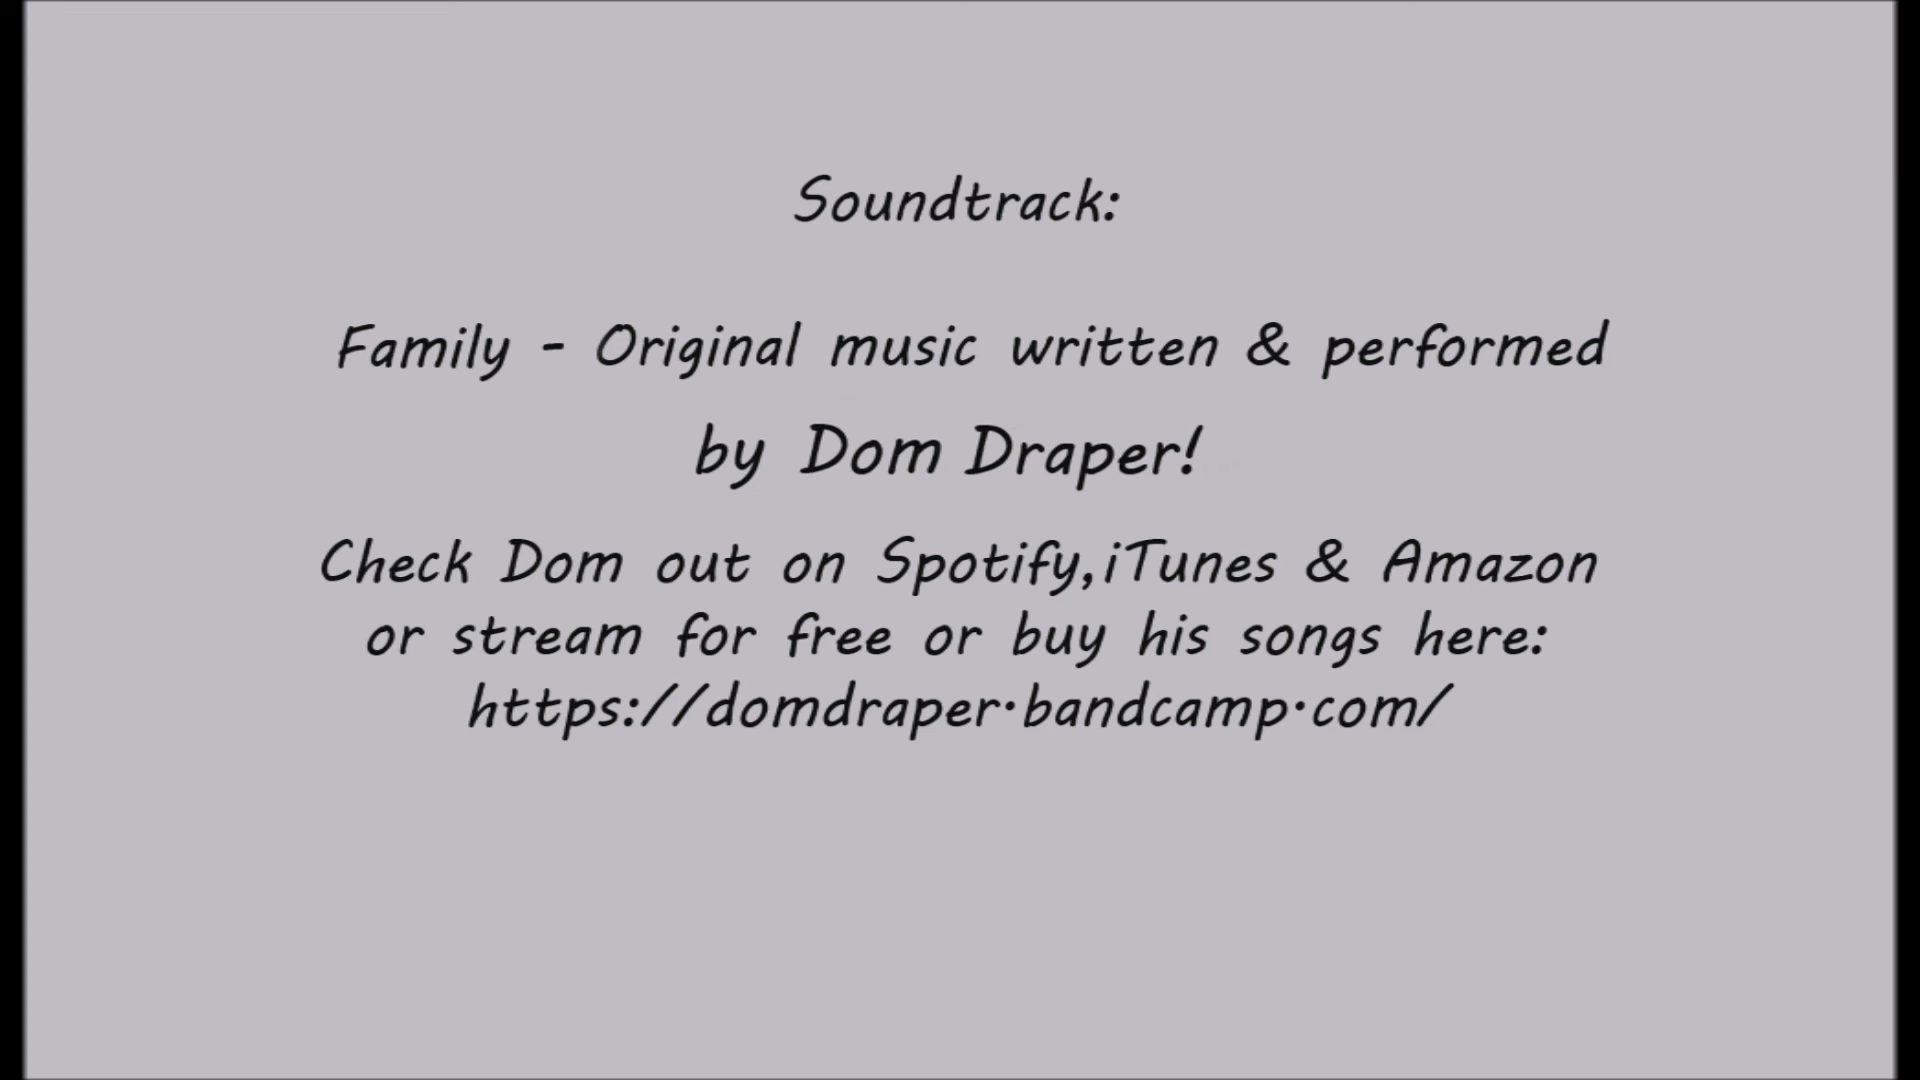 Soundtrack:
Family - Original music written & performed
by Dom Draper!
Check Dom out on Spotify,iTunes & Amazon
or stream for free or buy his songs here:
https://domdraper.bandcamp.com/